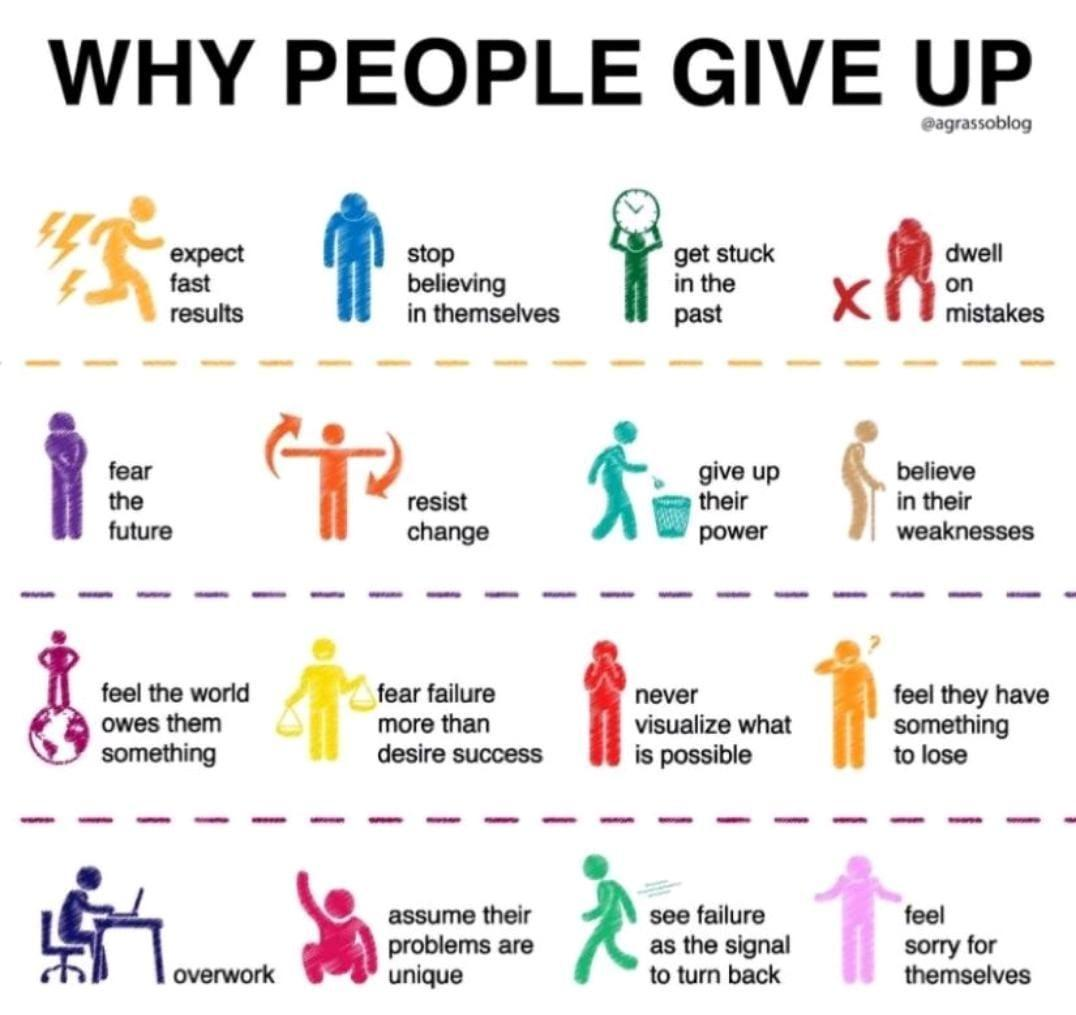 WHY PEOPLE GIVE UP
@agrassoblog
expect
fast
results
stop
believing
in themselves
get stuck
in the
past
dwell
on
mistakes
fear
the
future
resist
change
give up
their
power
believe
in their
weaknesses
feel the world
owes them
something
fear failure
more than
desire success
never
visualize what
is possible
?
feel they have
something
to lose
overwork
assume their
problems are
unique
see failure
as the signal
to turn back
feel
sorry for
themselves